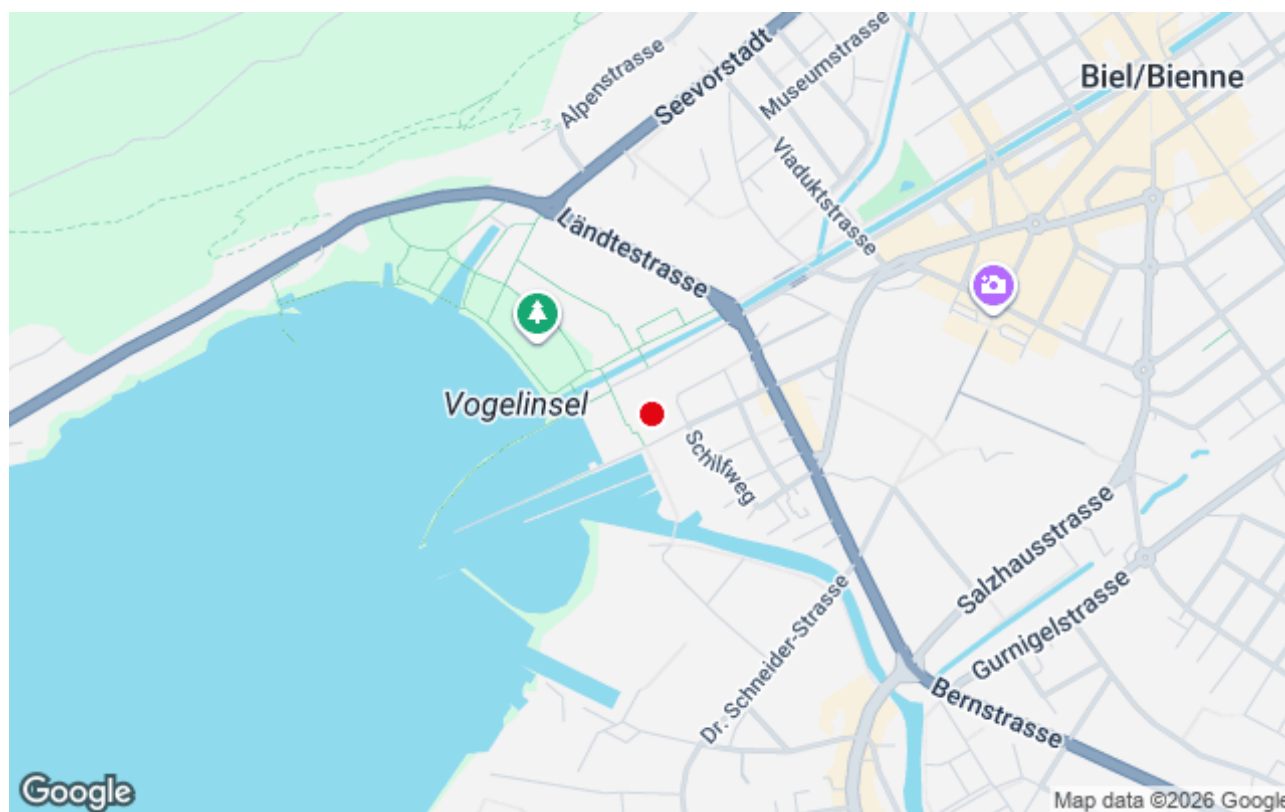 Biel/Bienne
Seevorstadt
Alpenstrasse
Museumstrasse
Viaduktstrasse
Ländtestrasse
Vogelinsel
Schilfweg
Salzhausstrasse
Gurnigelstrasse
Dr. Schneider-Strasse
Bernstrasse
Google
Map data ©2026 Google